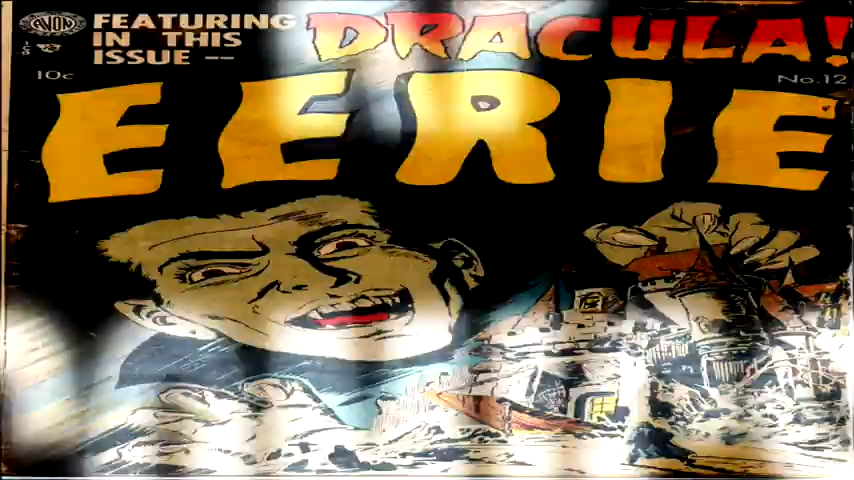 AVON
FEATURING
IN THIS
ISSUE --
DRACULA!
10c
No.12
EERIE